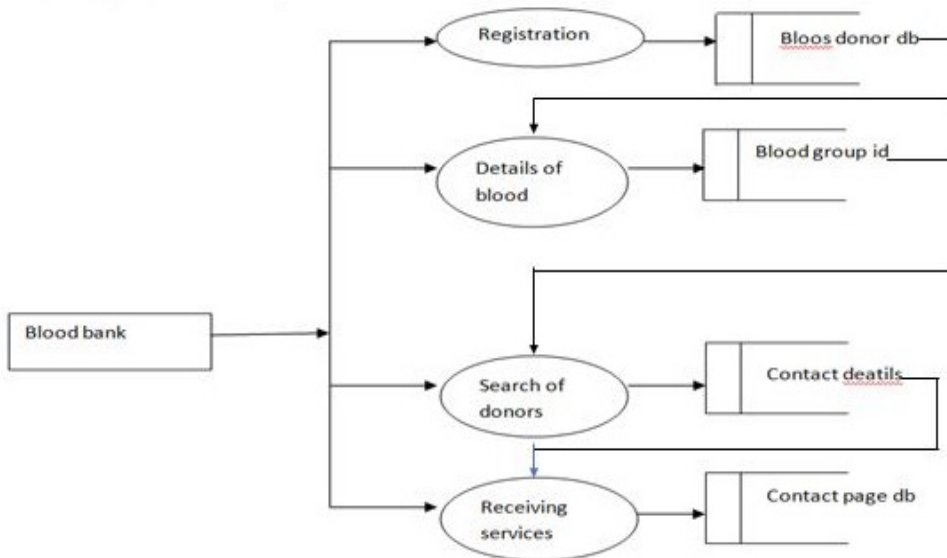 Registration
Bloos donor db
Details of
blood
Blood group id
Blood bank
Search of
donors
Contact deatils
Receiving
services
Contact page db